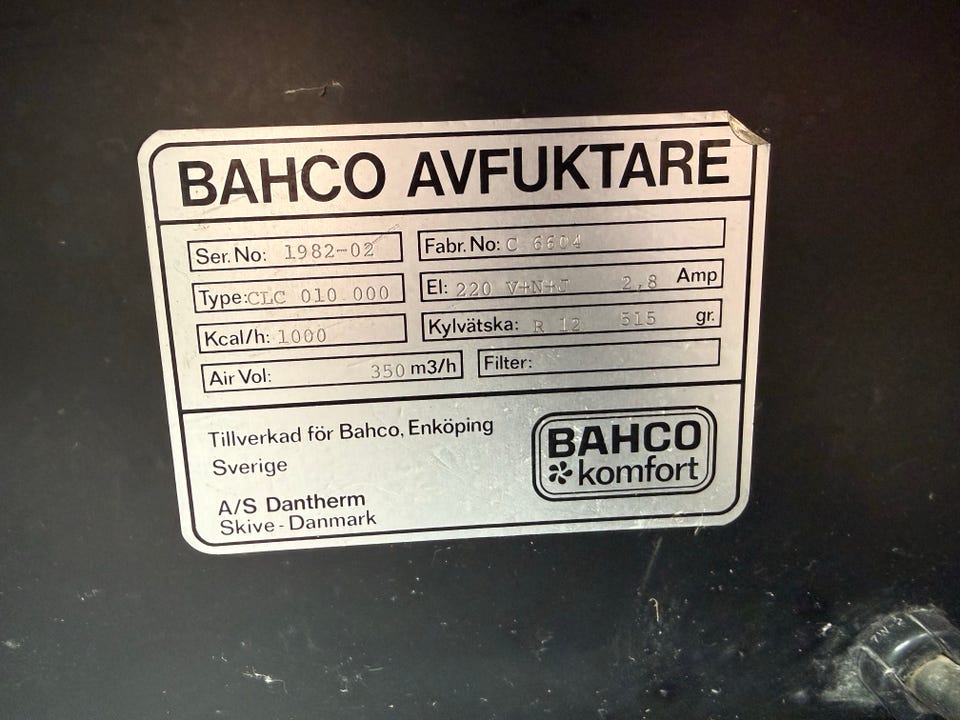 BAHCO AVFUKTARE
Ser. No: 1982-02 Fabr. No: C 6604
Type: CLC 010 000 El: 220 V+N+J 2,8 Amp
Kcal/h: 1000 Kylvätska: R 12 515 gr.
Air Vol: 350 m3/h Filter:
Tillverkad för Bahco, Enköping
Sverige
A/S Dantherm
Skive - Danmark
BAHCO
komfort